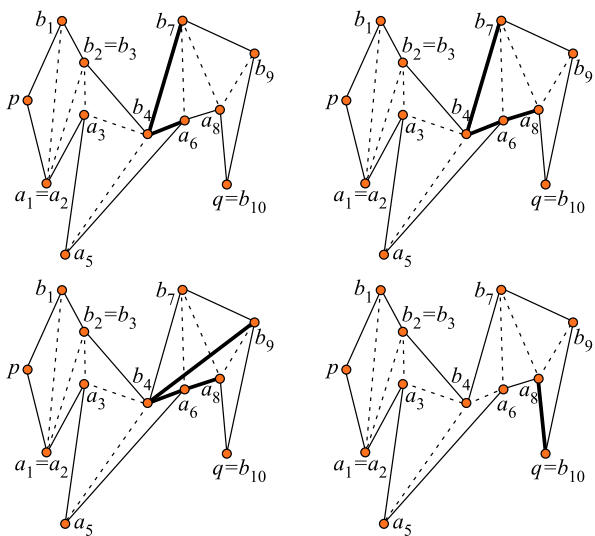 b₁ b₇ b₁ b₇
b₂=b₃ b₂=b₃
b₉ b₉
p b₄ p b₄
a₃ a₆ a₈ a₃ a₆ a₈
a₁=a₂ q=b₁₀ a₁=a₂ q=b₁₀
a₅ a₅
b₁ b₇ b₁ b₇
b₂=b₃ b₂=b₃
b₉ b₉
p b₄ p b₄
a₃ a₆ a₈ a₃ a₆ a₈
a₁=a₂ q=b₁₀ a₁=a₂ q=b₁₀
a₅ a₅